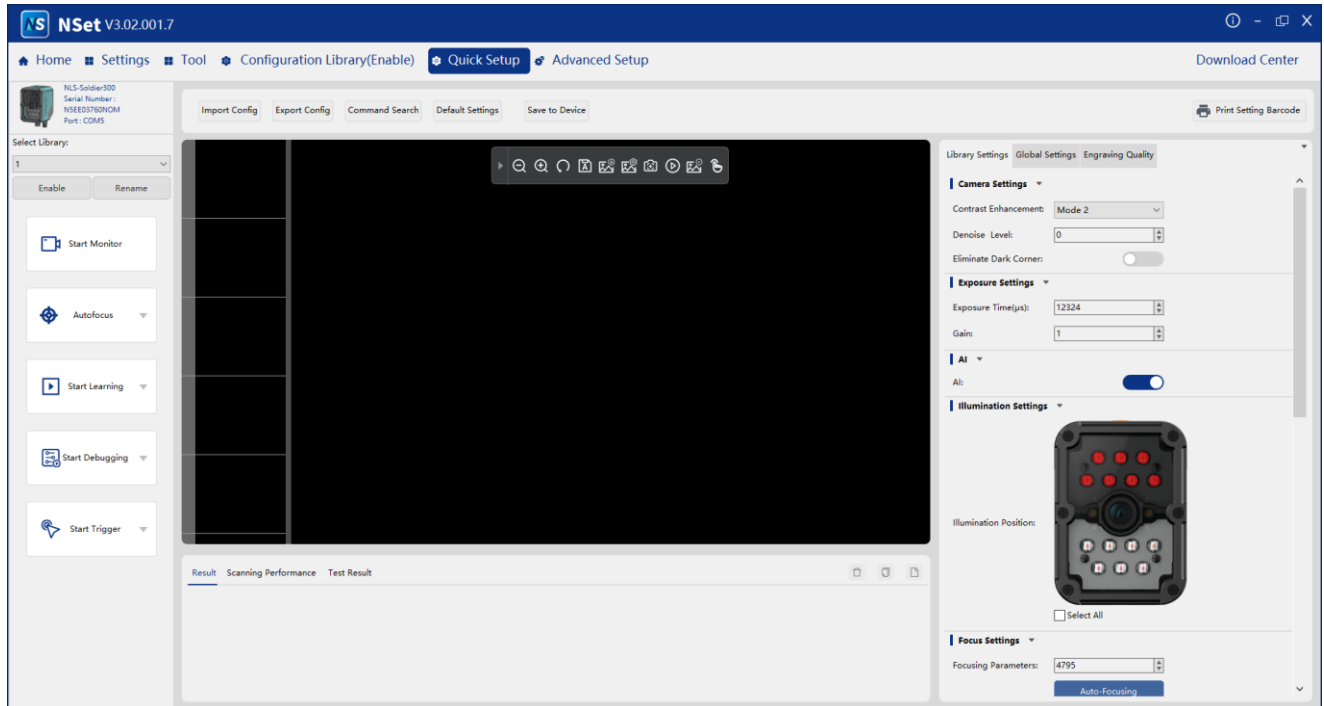 NS NSet V3.02.001.7
Home Settings Tool Configuration Library(Enable) Quick Setup Advanced Setup Download Center
NLS-Soldier300
Serial Number:
NSEE03760NOM
Port: COM5
Import Config Export Config Command Search Default Settings Save to Device Print Setting Barcode
Select Library:
1
Enable Rename
Start Monitor
Autofocus
Start Learning
Start Debugging
Start Trigger
Result Scanning Performance Test Result
Library Settings Global Settings Engraving Quality
Camera Settings
Contrast Enhancement: Mode 2
Denoise Level: 0
Eliminate Dark Corner:
Exposure Settings
Exposure Time(μs): 12324
Gain: 1
AI
AI:
Illumination Settings
Illumination Position:
Select All
Focus Settings
Focusing Parameters: 4795
Auto-Focusing